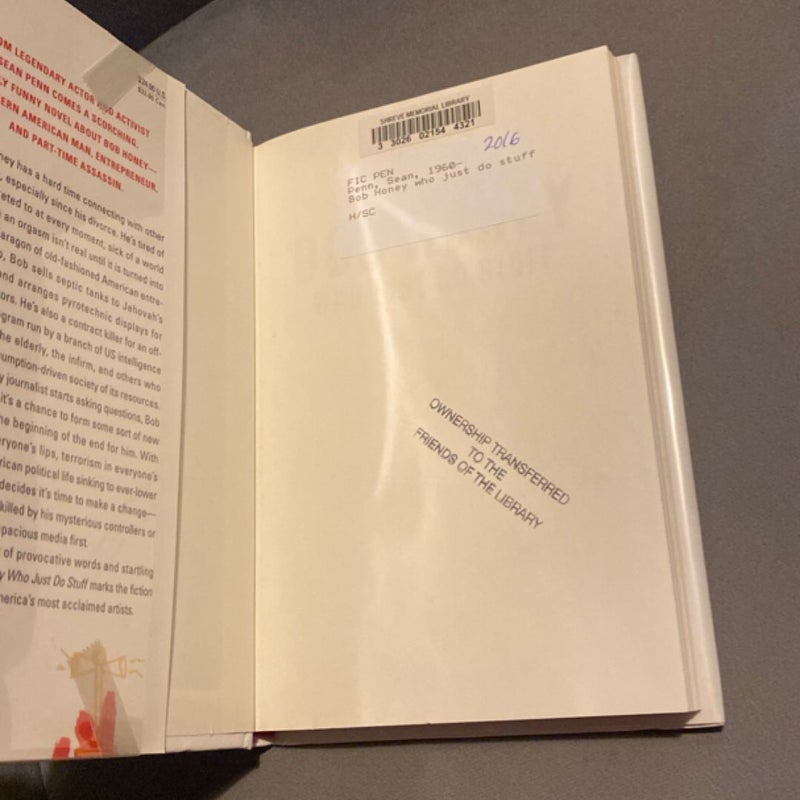 OM LEGENDARY ACTOR AND ACTIVIST
SEAN PENN COMES A SCORCHING,
Y FUNNY NOVEL ABOUT BOB HONEY—
ERN AMERICAN MAN, ENTREPRENEUR,
AND PART-TIME ASSASSIN.
ney has a hard time connecting with other
, especially since his divorce. He's tired of
eted to at every moment, sick of a world
an orgasm isn't real until it is turned into
aragon of old-fashioned American entre-
, Bob sells septic tanks to Jehovah's
and arranges pyrotechnic displays for
ors. He's also a contract killer for an off-
gram run by a branch of US intelligence
he elderly, the infirm, and others who
umption-driven society of its resources.
y journalist starts asking questions, Bob
it's a chance to form some sort of new
he beginning of the end for him. With
ryone's lips, terrorism in everyone's
rican political life sinking to ever-lower
decides it's time to make a change—
killed by his mysterious controllers or
pacious media first.
of provocative words and startling
y Who Just Do Stuff marks the fiction
merica's most acclaimed artists.
SHREVE MEMORIAL LIBRARY
3 3026 02154 4321
2016
FIC PEN
Penn, Sean, 1960-
Bob Honey who just do stuff
H/SC
OWNERSHIP TRANSFERRED
TO THE
FRIENDS OF THE LIBRARY